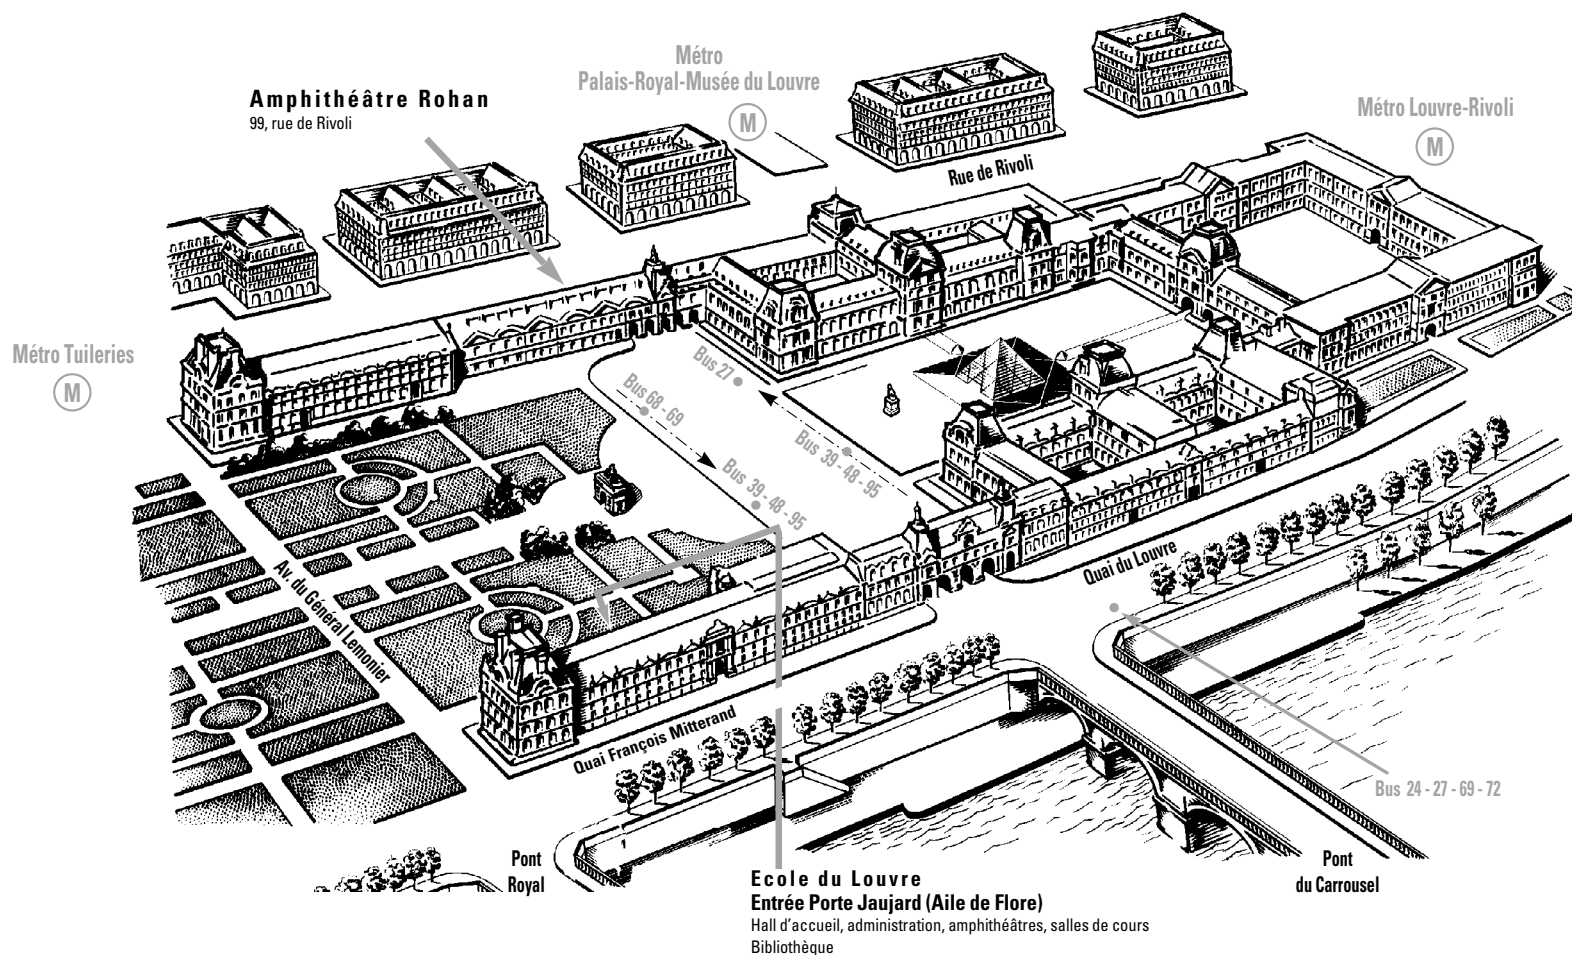 Métro
Palais-Royal-Musée du Louvre
M
Amphithéâtre Rohan
99, rue de Rivoli
Métro Louvre-Rivoli
M
Rue de Rivoli
Métro Tuileries
M
Bus 27
Bus 68 - 69
Bus 39 - 48 - 95
Bus 39 - 48 - 95
Av. du Général Lemonier
Quai du Louvre
Quai François Mitterand
Bus 24 - 27 - 69 - 72
Pont
Royal
Pont
du Carrousel
Ecole du Louvre
Entrée Porte Jaujard (Aile de Flore)
Hall d'accueil, administration, amphithéâtres, salles de cours
Bibliothèque